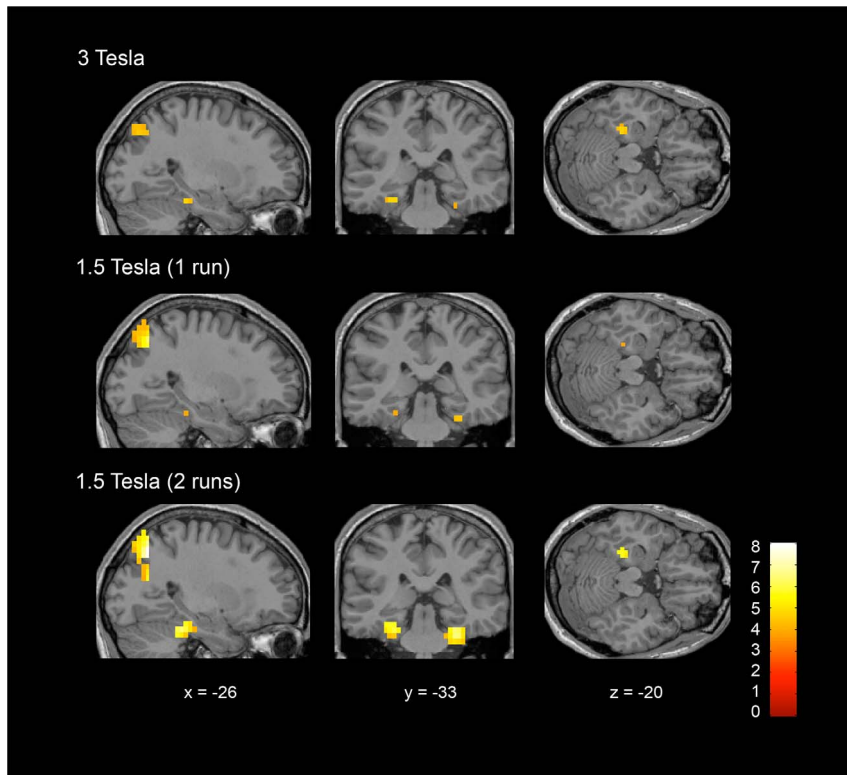 3 Tesla
1.5 Tesla (1 run)
1.5 Tesla (2 runs)
8
7
6
5
4
3
2
1
0
x = -26
y = -33
z = -20